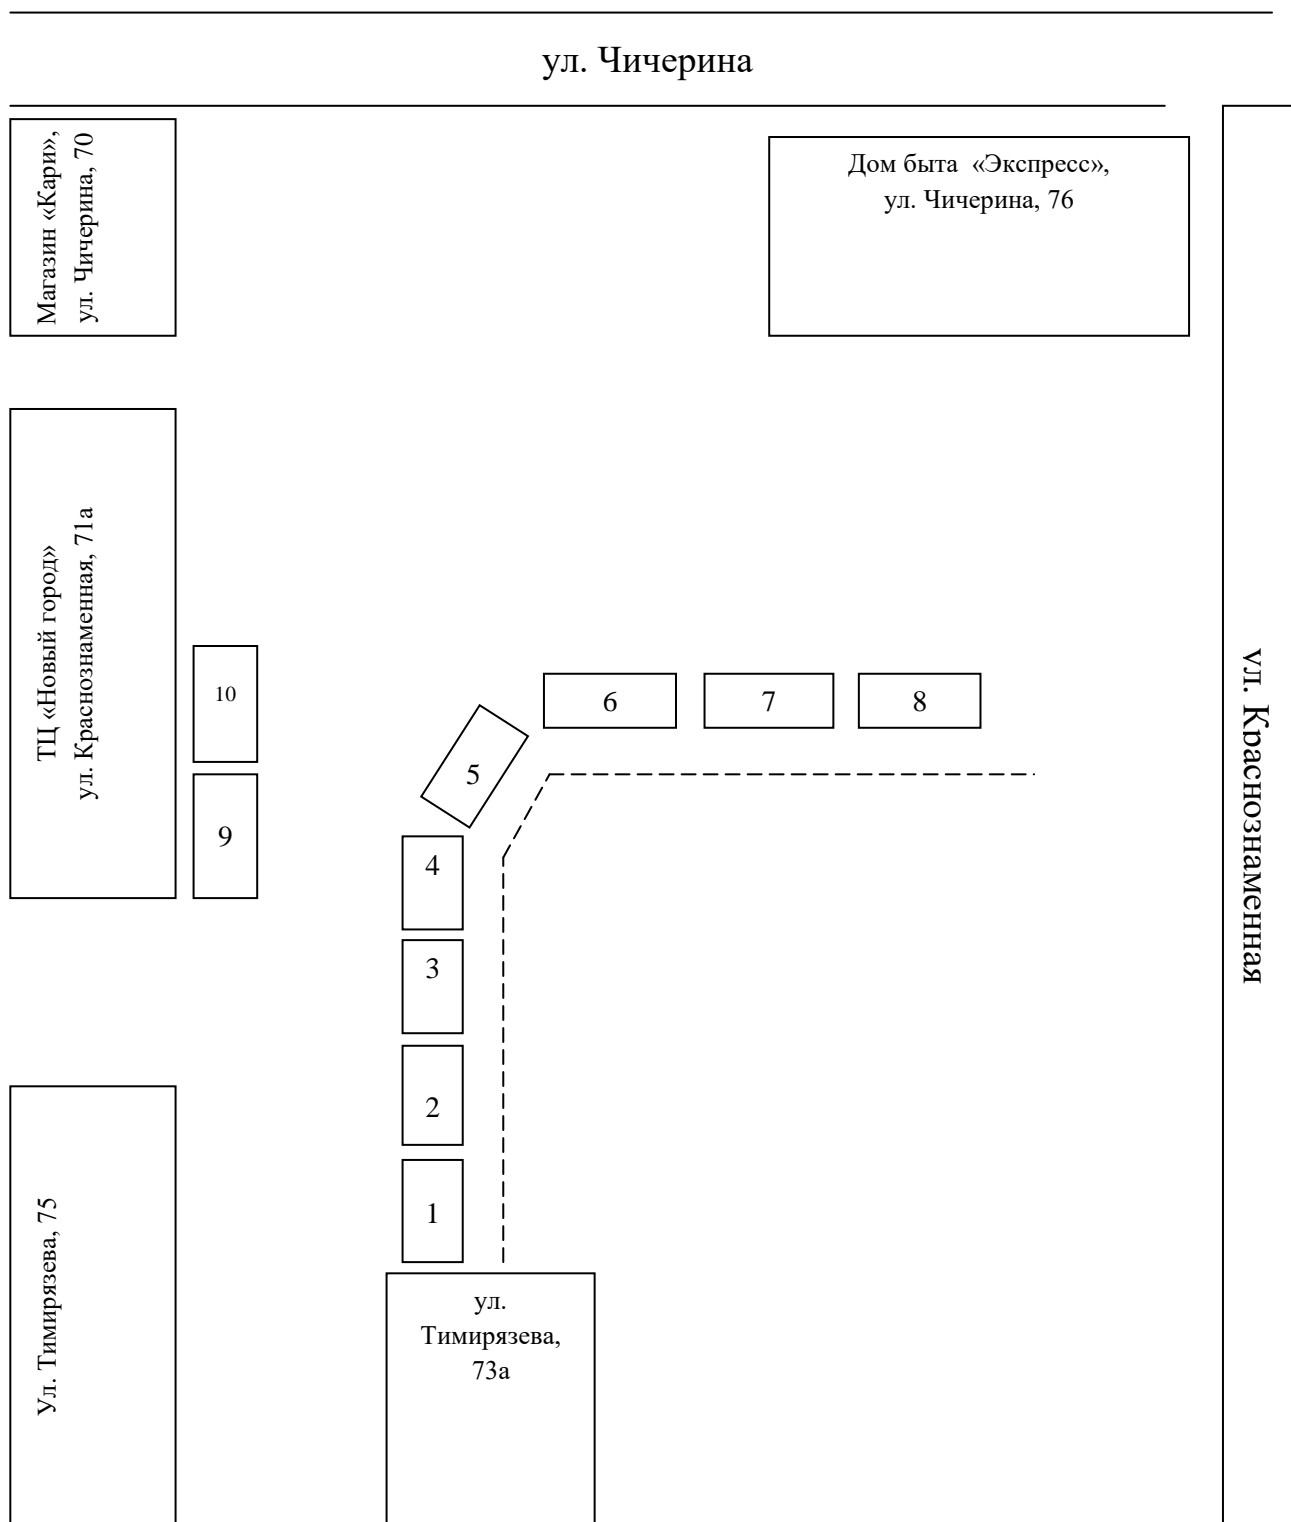 ул. Чичерина
Магазин «Кари»,
ул. Чичерина, 70
Дом быта «Экспресс»,
ул. Чичерина, 76
ТЦ «Новый город»
ул. Краснознаменная, 71а
ул. Краснознаменная
10
9
6
7
8
5
4
3
2
1
Ул. Тимирязева, 75
ул.
Тимирязева,
73а